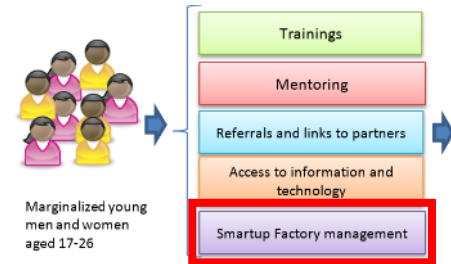 Trainings
Mentoring
Referrals and links to partners
Access to information and
technology
Smartup Factory management
Marginalized young
men and women
aged 17-26